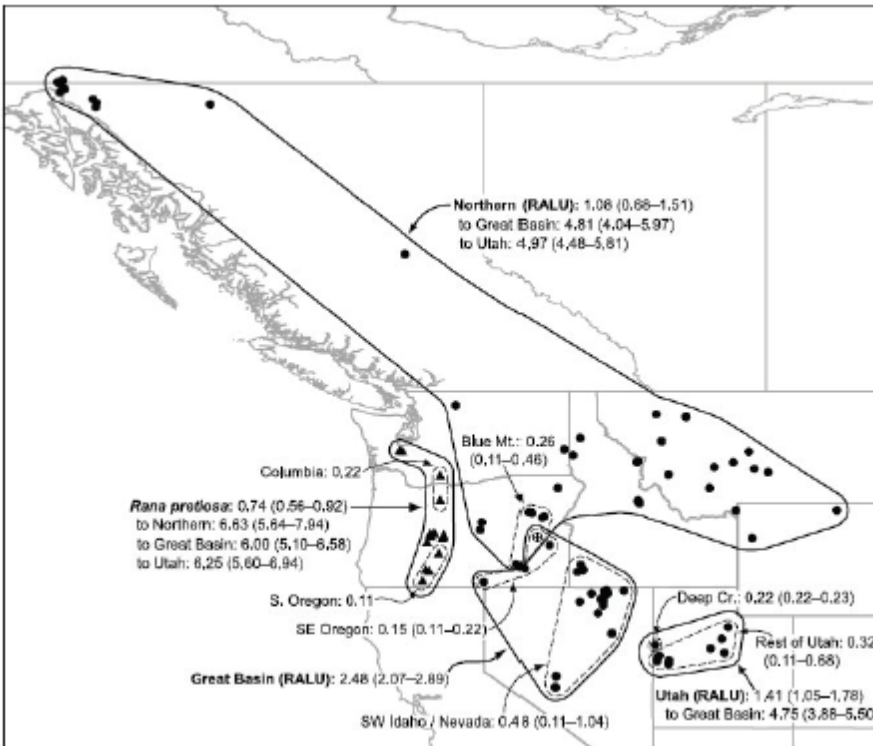 Northern (RALU): 1.08 (0.68–1.51)
to Great Basin: 4.81 (4.04–5.97)
to Utah: 4.97 (4.48–5.81)
Blue Mt.: 0.26
(0.11–0.46)
Columbia: 0.22
Rana pretiosa: 0.74 (0.56–0.92)
to Northern: 6.63 (5.64–7.94)
to Great Basin: 6.00 (5.10–6.58)
to Utah: 6.25 (5.60–6.94)
S. Oregon: 0.11
SE Oregon: 0.15 (0.11–0.22)
Great Basin (RALU): 2.48 (2.07–2.89)
SW Idaho / Nevada: 0.48 (0.11–1.04)
Deep Cr.: 0.22 (0.22–0.23)
Rest of Utah: 0.32
(0.11–0.68)
Utah (RALU): 1.41 (1.05–1.78)
to Great Basin: 4.75 (3.88–5.50